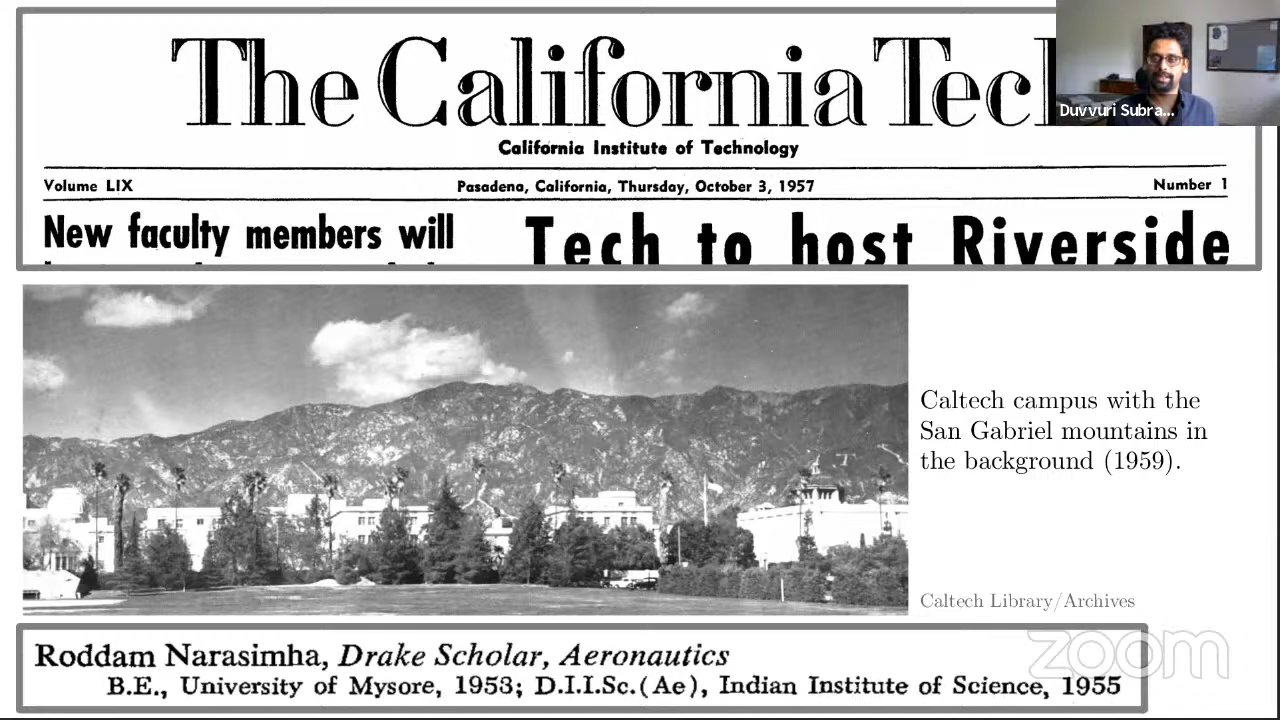 The California Tec
Duvvuri Subra...
California Institute of Technology
Volume LIX Pasadena, California, Thursday, October 3, 1957 Number 1
New faculty members will
Tech to host Riverside
Caltech campus with the
San Gabriel mountains in
the background (1959).
Caltech Library/Archives
zoom
Roddam Narasimha, Drake Scholar, Aeronautics
B.E., University of Mysore, 1953; D.I.I.Sc.(Ae), Indian Institute of Science, 1955